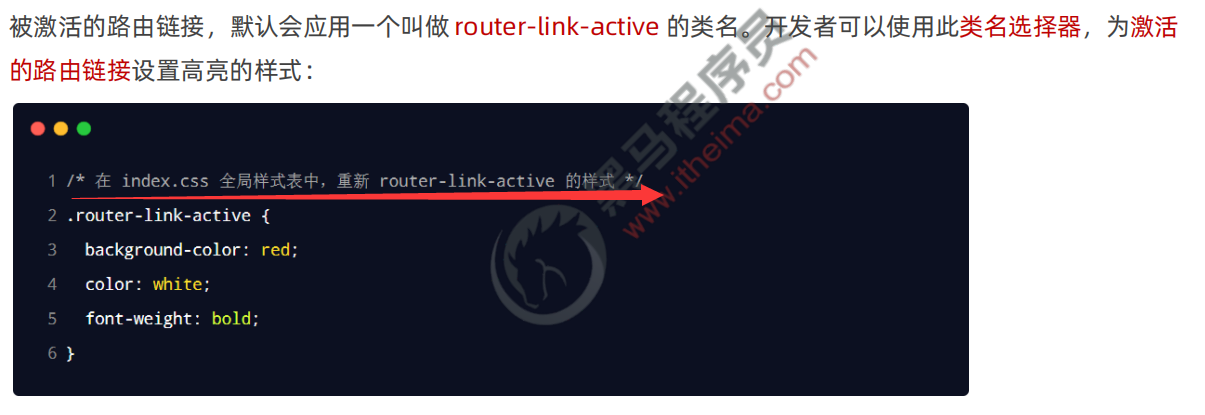 被激活的路由链接，默认会应用一个叫做 router-link-active 的类名。开发者可以使用此类名选择器，为激活
的路由链接设置高亮的样式：
1 /* 在 index.css 全局样式表中，重新 router-link-active 的样式 */
2 .router-link-active {
3   background-color: red;
4   color: white;
5   font-weight: bold;
6 }
黑马程序员
www.itheima.com